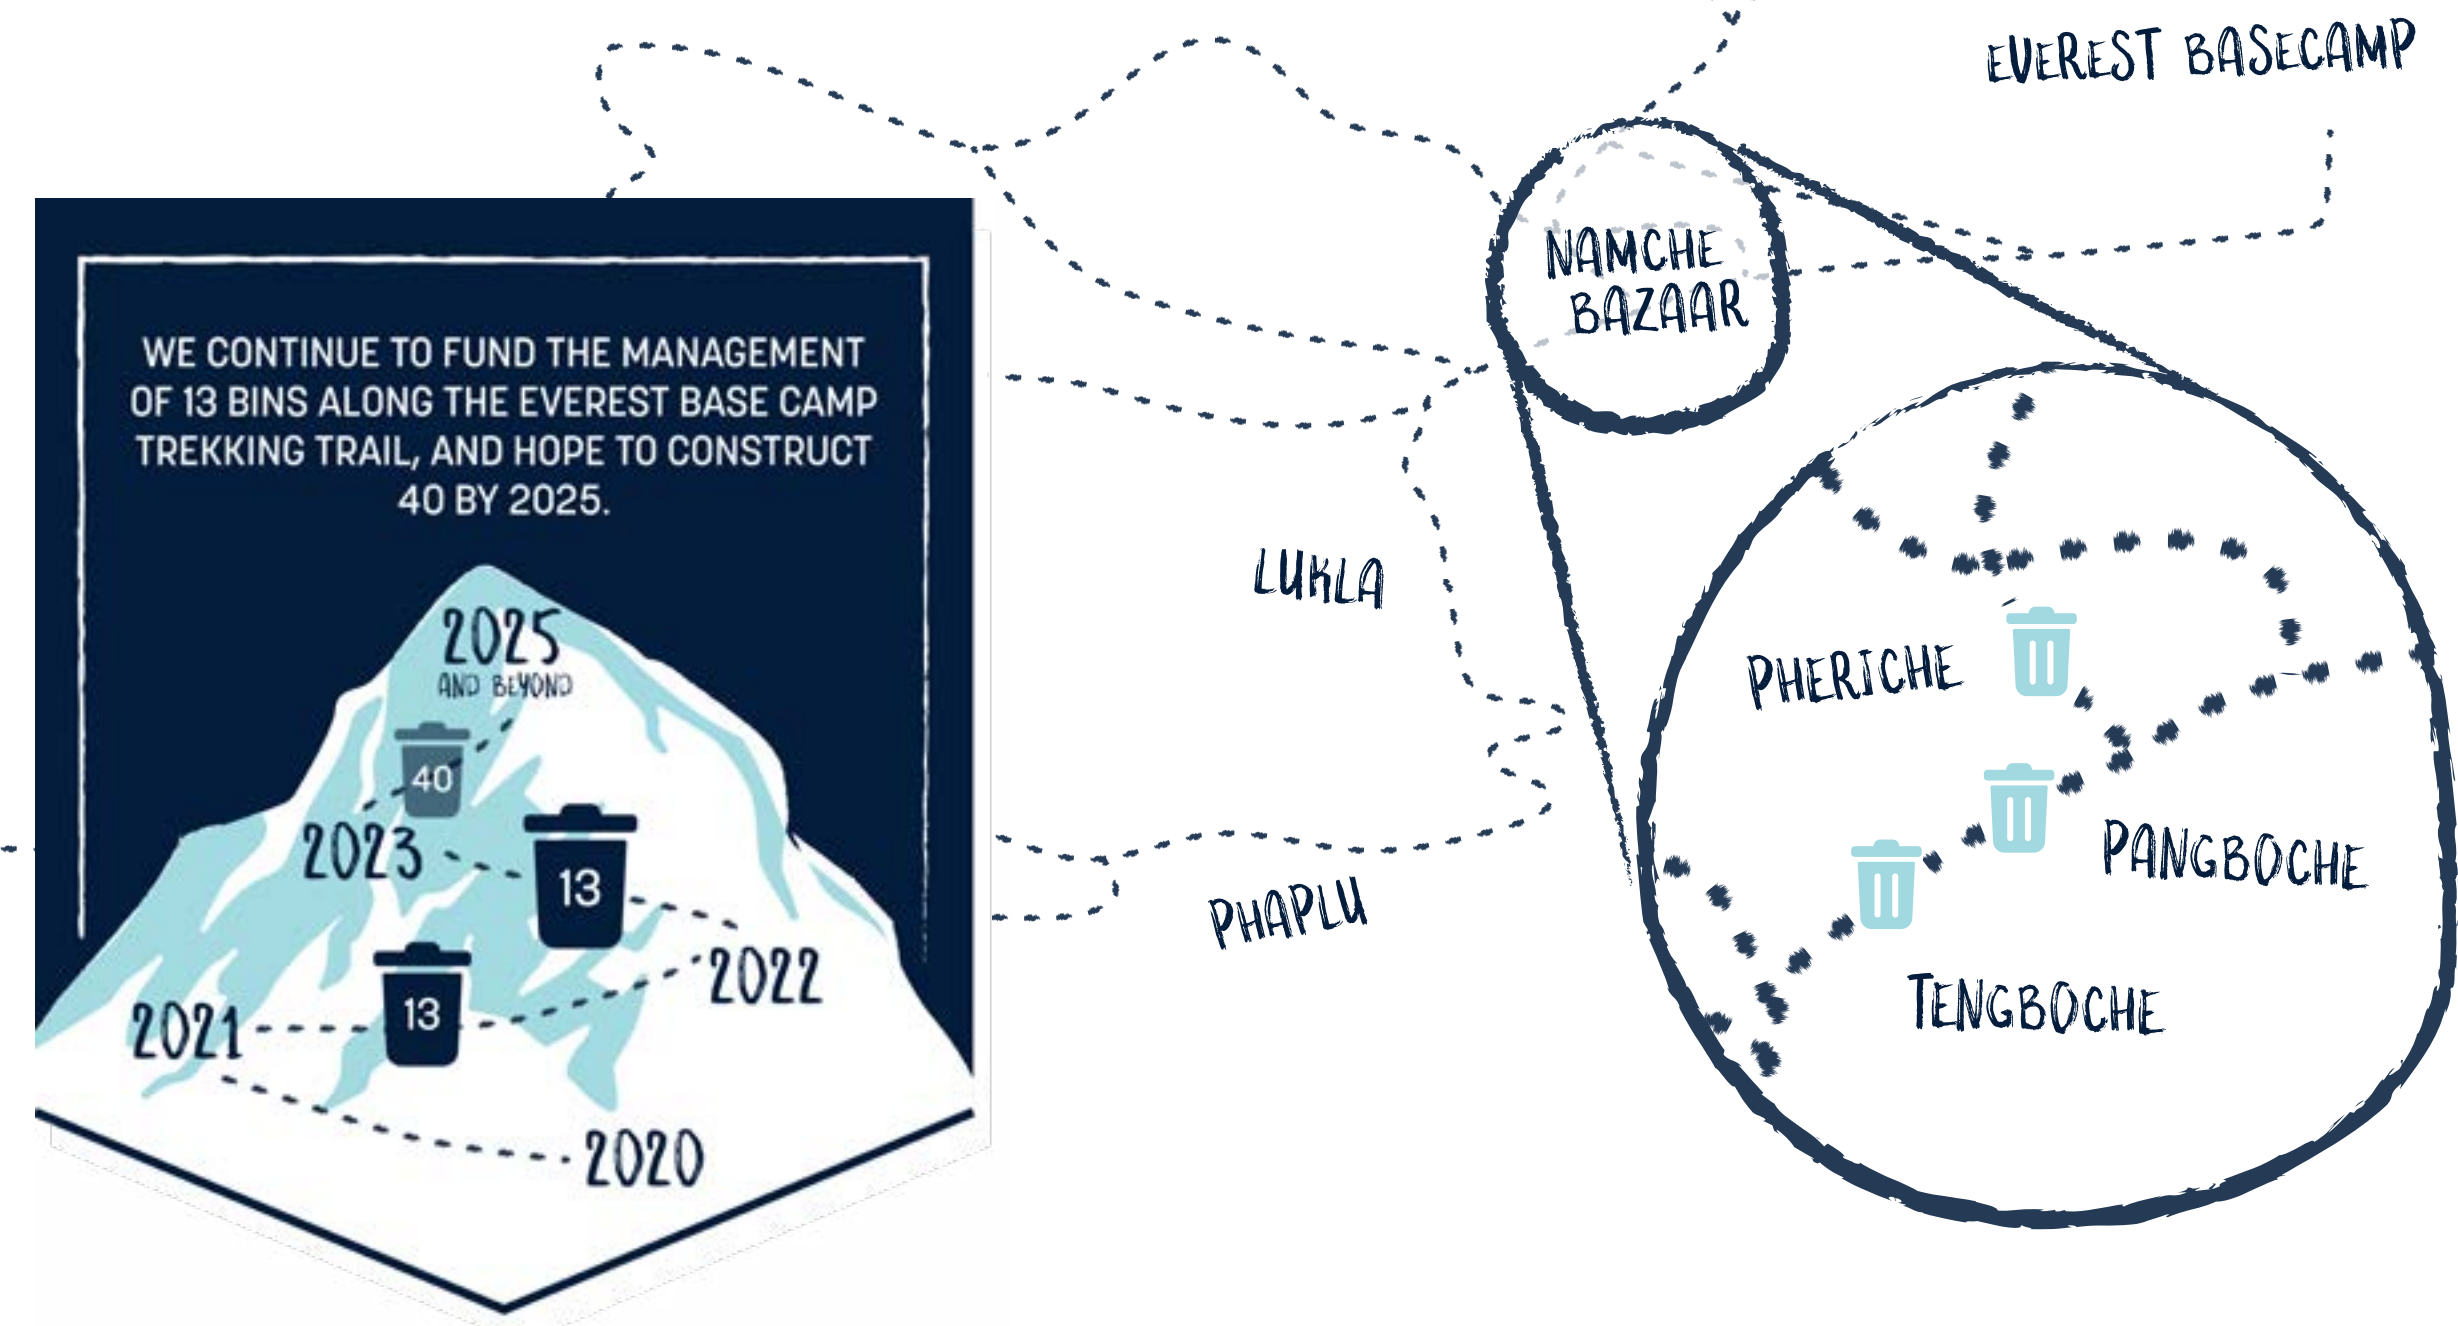 WE CONTINUE TO FUND THE MANAGEMENT
OF 13 BINS ALONG THE EVEREST BASE CAMP
TREKKING TRAIL, AND HOPE TO CONSTRUCT
40 BY 2025.
2025
AND BEYOND
40
2023
13
2022
13
2021
2020
EVEREST BASECAMP
NAMCHE
BAZAAR
LUKLA
PHAPLU
PHERICHE
PANGBOCHE
TENGBOCHE